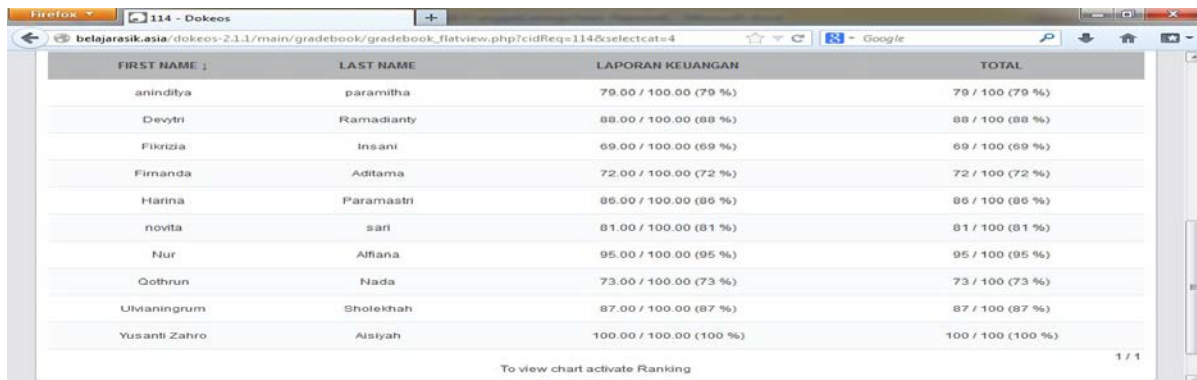 Firefox
114 - Dokeos
+
belajarasik.asia/dokeos-2.1.1/main/gradebook/gradebook_flatview.php?cidReq=114&selectcat=4
Google
FIRST NAME ↓ LAST NAME LAPORAN KEUANGAN TOTAL
aninditya paramitha 79.00 / 100.00 (79 %) 79 / 100 (79 %)
Devytri Ramadianty 88.00 / 100.00 (88 %) 88 / 100 (88 %)
Fikrizia Insani 69.00 / 100.00 (69 %) 69 / 100 (69 %)
Firnanda Aditama 72.00 / 100.00 (72 %) 72 / 100 (72 %)
Harina Paramastri 86.00 / 100.00 (86 %) 86 / 100 (86 %)
novita sari 81.00 / 100.00 (81 %) 81 / 100 (81 %)
Nur Alfiana 95.00 / 100.00 (95 %) 95 / 100 (95 %)
Qothrun Nada 73.00 / 100.00 (73 %) 73 / 100 (73 %)
Ulvianingrum Sholekhah 87.00 / 100.00 (87 %) 87 / 100 (87 %)
Yusanti Zahro Aisiyah 100.00 / 100.00 (100 %) 100 / 100 (100 %)
1 / 1
To view chart activate Ranking